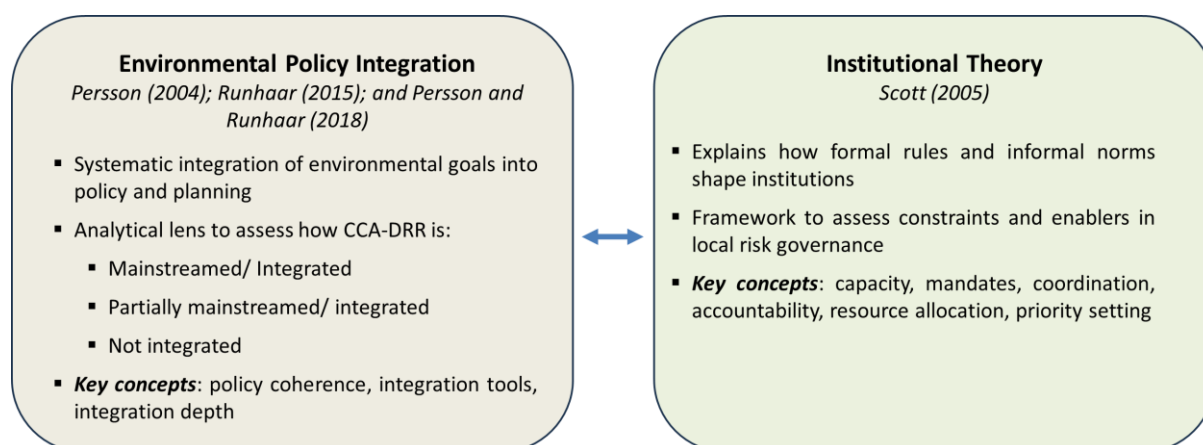 Environmental Policy Integration
Persson (2004); Runhaar (2015); and Persson and
Runhaar (2018)
▪ Systematic integration of environmental goals into
policy and planning
▪ Analytical lens to assess how CCA-DRR is:
▪ Mainstreamed/ Integrated
▪ Partially mainstreamed/ integrated
▪ Not integrated
▪ Key concepts: policy coherence, integration tools,
integration depth
Institutional Theory
Scott (2005)
▪ Explains how formal rules and informal norms
shape institutions
▪ Framework to assess constraints and enablers in
local risk governance
▪ Key concepts: capacity, mandates, coordination,
accountability, resource allocation, priority setting